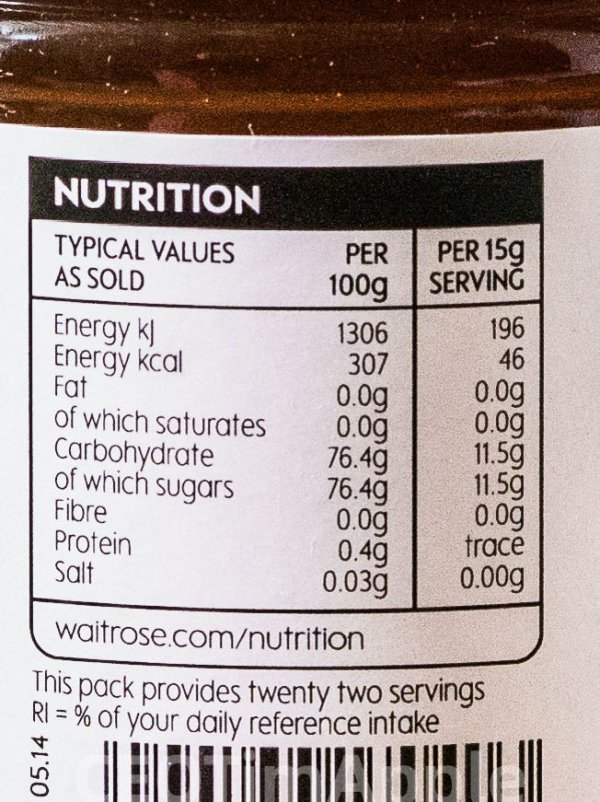 NUTRITION
TYPICAL VALUES AS SOLD PER 100g PER 15g SERVING
Energy kJ 1306 196
Energy kcal 307 46
Fat 0.0g 0.0g
of which saturates 0.0g 0.0g
Carbohydrate 76.4g 11.5g
of which sugars 76.4g 11.5g
Fibre 0.0g 0.0g
Protein 0.4g trace
Salt 0.03g 0.00g
waitrose.com/nutrition
This pack provides twenty two servings
RI = % of your daily reference intake
05.14